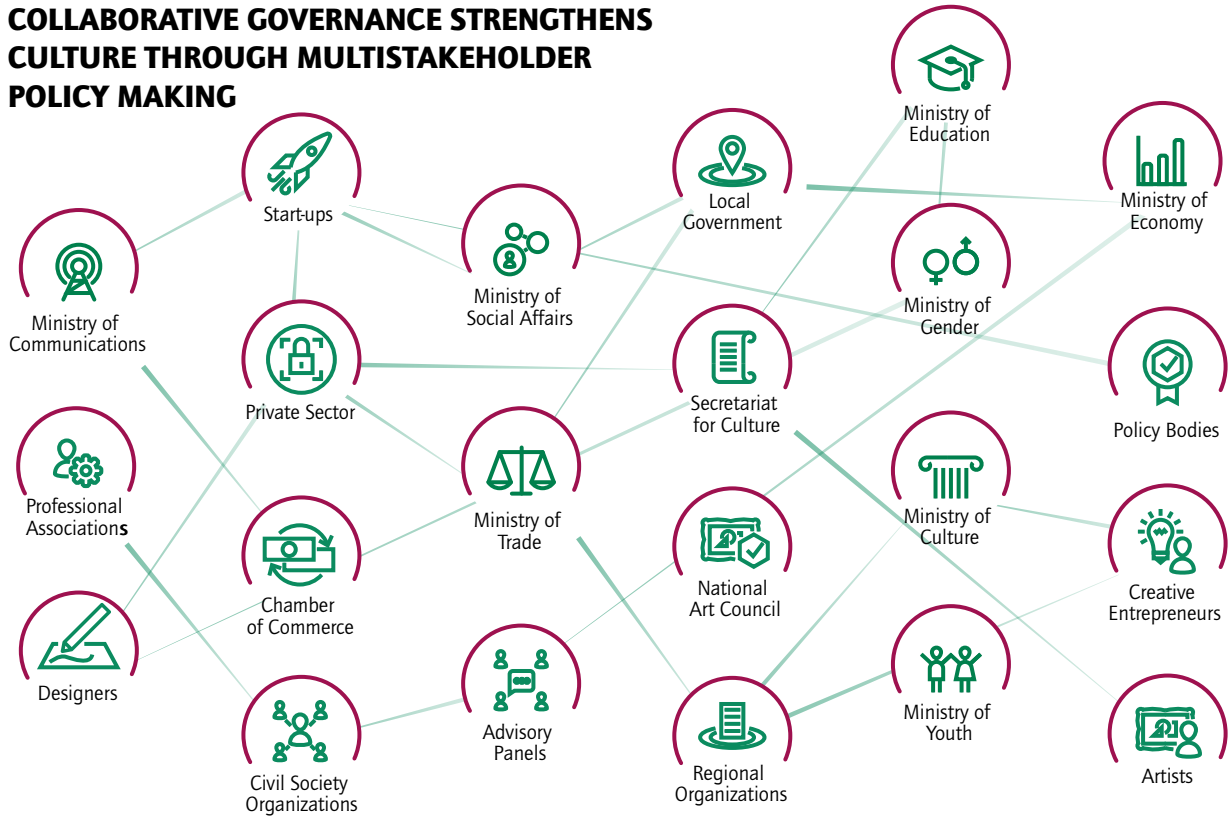 COLLABORATIVE GOVERNANCE STRENGTHENS
CULTURE THROUGH MULTISTAKEHOLDER
POLICY MAKING
Ministry of
Education
Start-ups
Local
Government
Ministry of
Economy
Ministry of
Communications
Ministry of
Social Affairs
Ministry of
Gender
Private Sector
Secretariat
for Culture
Policy Bodies
Professional
Associations
Ministry of
Trade
Ministry of
Culture
Chamber
of Commerce
National
Art Council
Creative
Entrepreneurs
Designers
Advisory
Panels
Ministry of
Youth
Civil Society
Organizations
Regional
Organizations
Artists